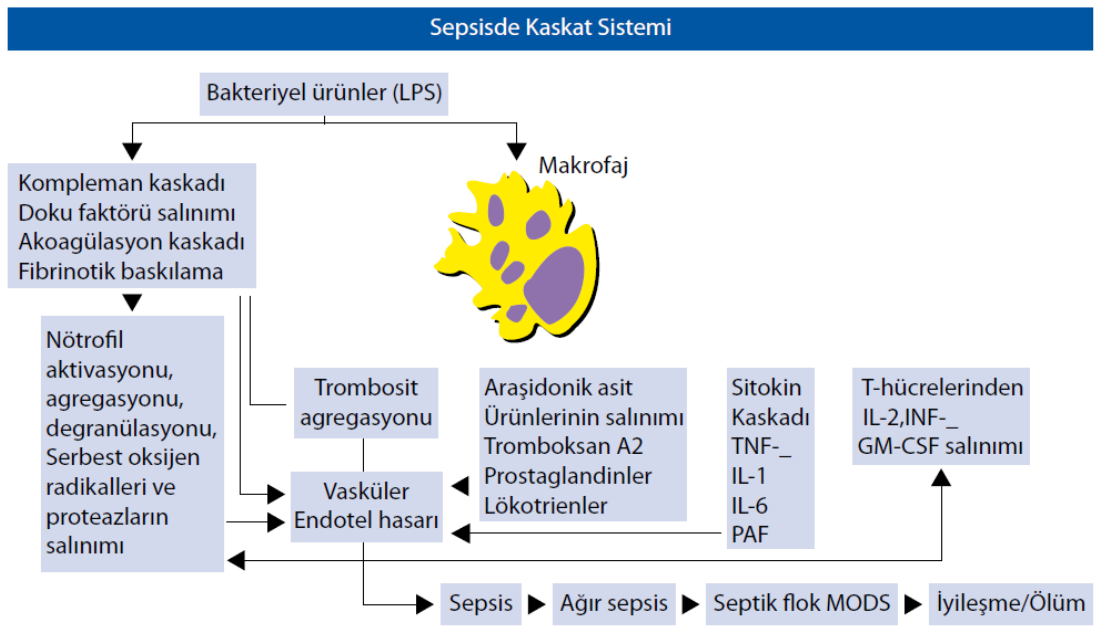 Sepsisde Kaskat Sistemi
Bakteriyel ürünler (LPS)
Makrofaj
Kompleman kaskadı
Doku faktörü salınımı
Akoagülasyon kaskadı
Fibrinotik baskılama
Nötrofil
aktivasyonu,
agregasyonu,
degranülasyonu,
Serbest oksijen
radikalleri ve
proteazların
salınımı
Trombosit
agregasyonu
Vasküler
Endotel hasarı
Araşidonik asit
Ürünlerinin salınımı
Tromboksan A2
Prostaglandinler
Lökotrienler
Sitokin
Kaskadı
TNF-_
IL-1
IL-6
PAF
T-hücrelerinden
IL-2,INF-_
GM-CSF salınımı
Sepsis
Ağır sepsis
Septik flok MODS
İyileşme/Ölüm